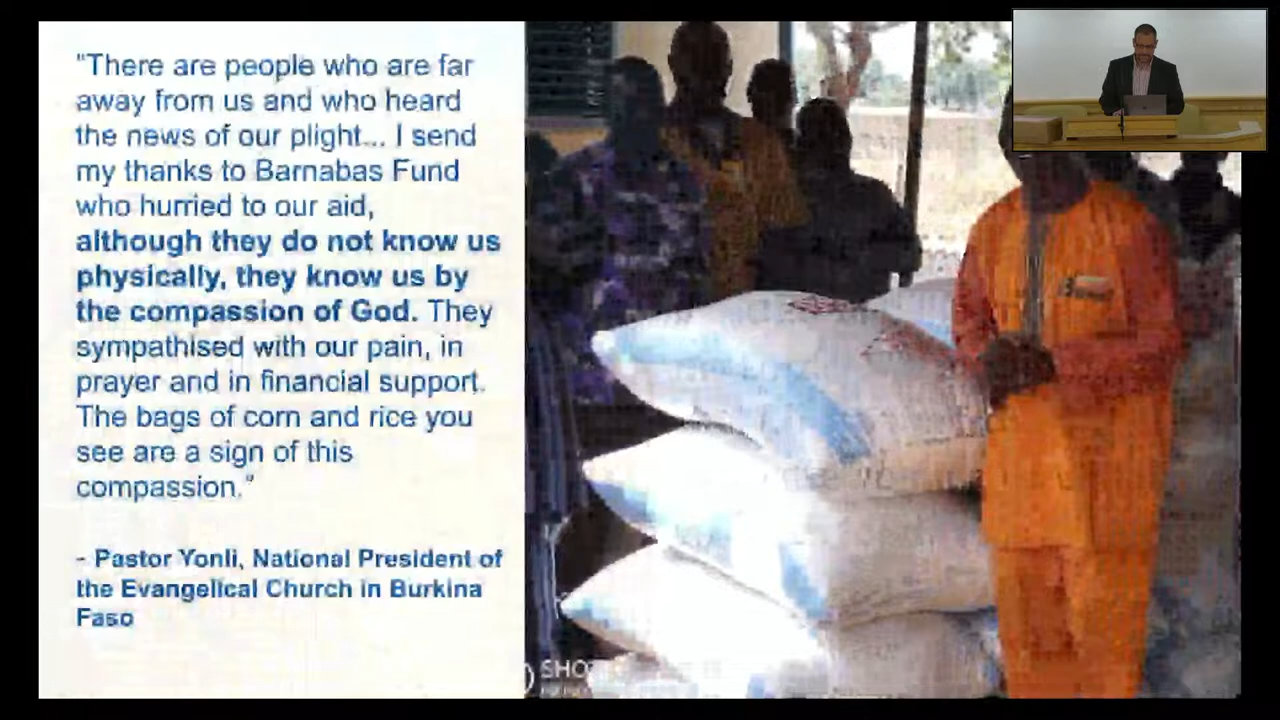 "There are people who are far
away from us and who heard
the news of our plight... I send
my thanks to Barnabas Fund
who hurried to our aid,
although they do not know us
physically, they know us by
the compassion of God. They
sympathised with our pain, in
prayer and in financial support.
The bags of corn and rice you
see are a sign of this
compassion."
- Pastor Yonli, National President of
the Evangelical Church in Burkina
Faso